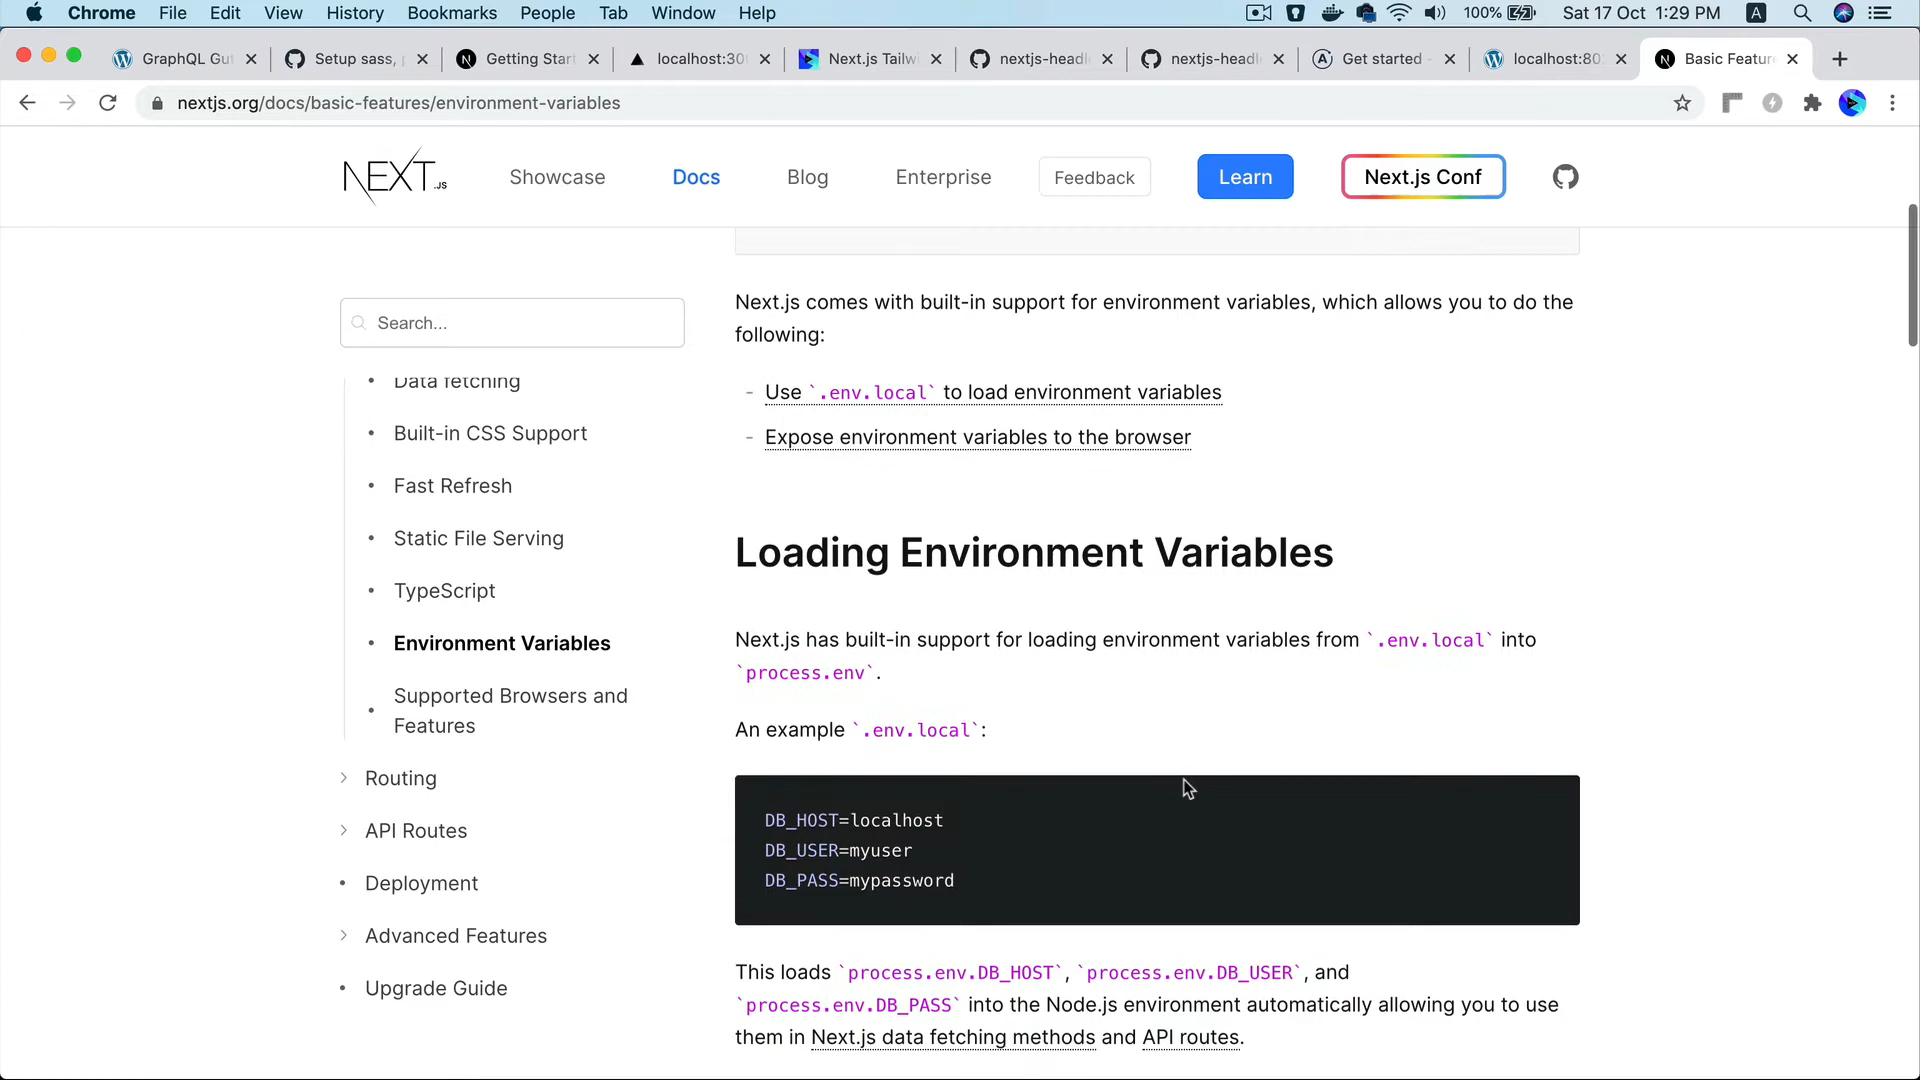 Chrome File Edit View History Bookmarks People Tab Window Help 100% Sat 17 Oct 1:29 PM A
GraphQL Gu Setup sass, Getting Star localhost:30 Next.js Tailw nextjs-headl nextjs-headl Get started - localhost:80 Basic Featur
nextjs.org/docs/basic-features/environment-variables
NEXT.JS Showcase Docs Blog Enterprise Feedback Learn Next.js Conf
Search...
Data fetching
Built-in CSS Support
Fast Refresh
Static File Serving
TypeScript
Environment Variables
Supported Browsers and
Features
Routing
API Routes
Deployment
Advanced Features
Upgrade Guide
Next.js comes with built-in support for environment variables, which allows you to do the
following:
- Use `.env.local` to load environment variables
- Expose environment variables to the browser
Loading Environment Variables
Next.js has built-in support for loading environment variables from `.env.local` into
`process.env`.
An example `.env.local`:
DB_HOST=localhost
DB_USER=myuser
DB_PASS=mypassword
This loads `process.env.DB_HOST`, `process.env.DB_USER`, and
`process.env.DB_PASS` into the Node.js environment automatically allowing you to use
them in Next.js data fetching methods and API routes.